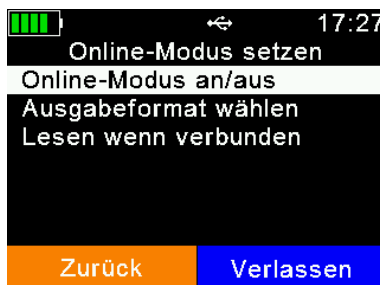 17:27
Online-Modus setzen
Online-Modus an/aus
Ausgabeformat wählen
Lesen wenn verbunden
Zurück Verlassen